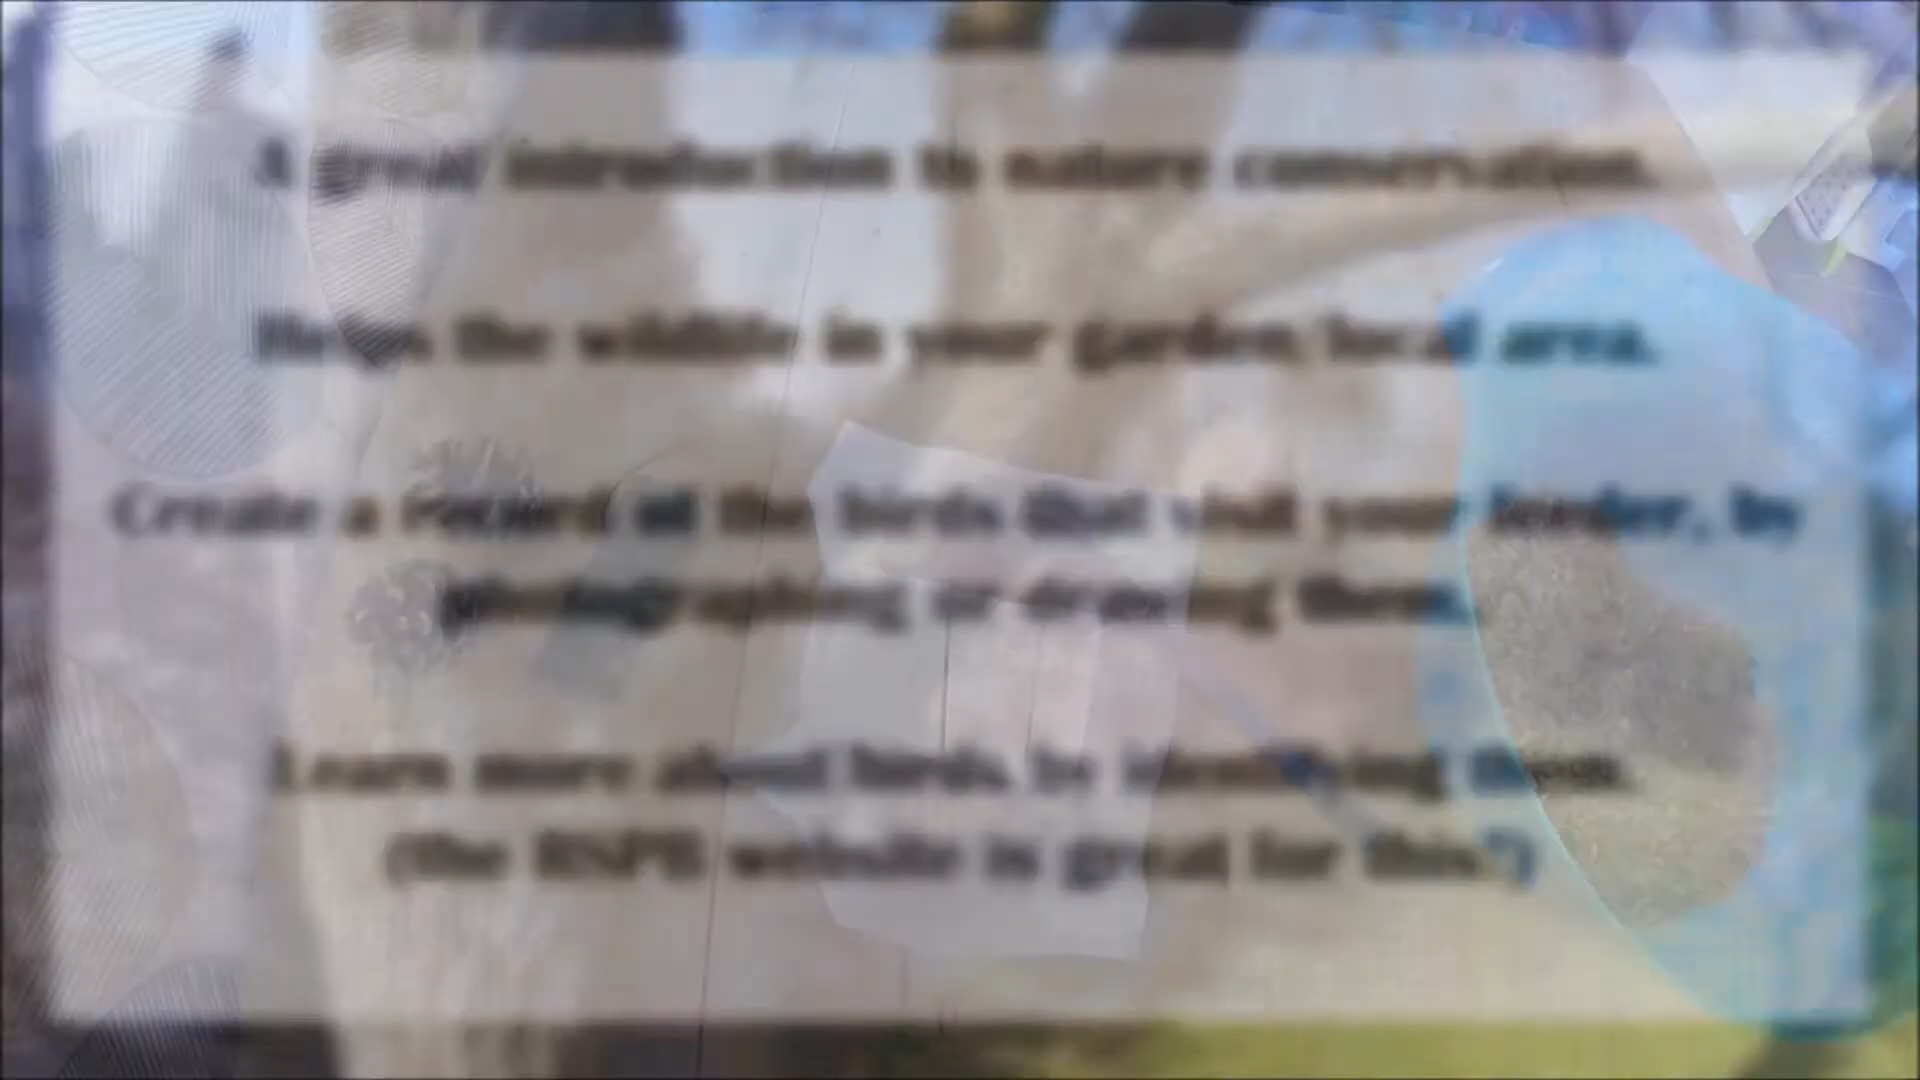 A great introduction to nature conservation.
Helps the wildlife in your garden/local area.
Create a record of the birds that visit your feeder, by
photographing or drawing them.
Learn more about birds, by identifying them.
(the RSPB website is great for this!)